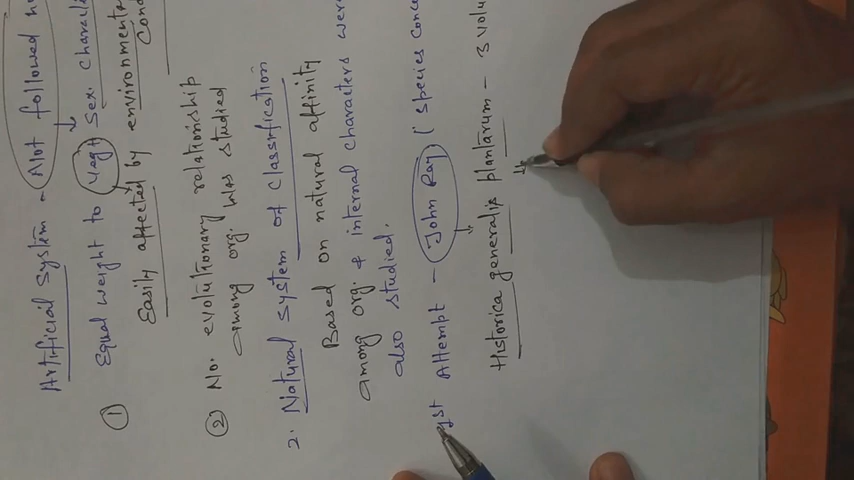 Artificial System - Alot followed
① Equal weight to Veg & Sex. Charac
Easily affected by environmental
Cond
② No. evolutionary relationship
among org. was studied
2. Natural System of Classification
Based on natural affinity
among org. & internal characters were
also studied.
1st Attempt - John Ray ( Species conce
Historica generalis plantarum - 3 volu